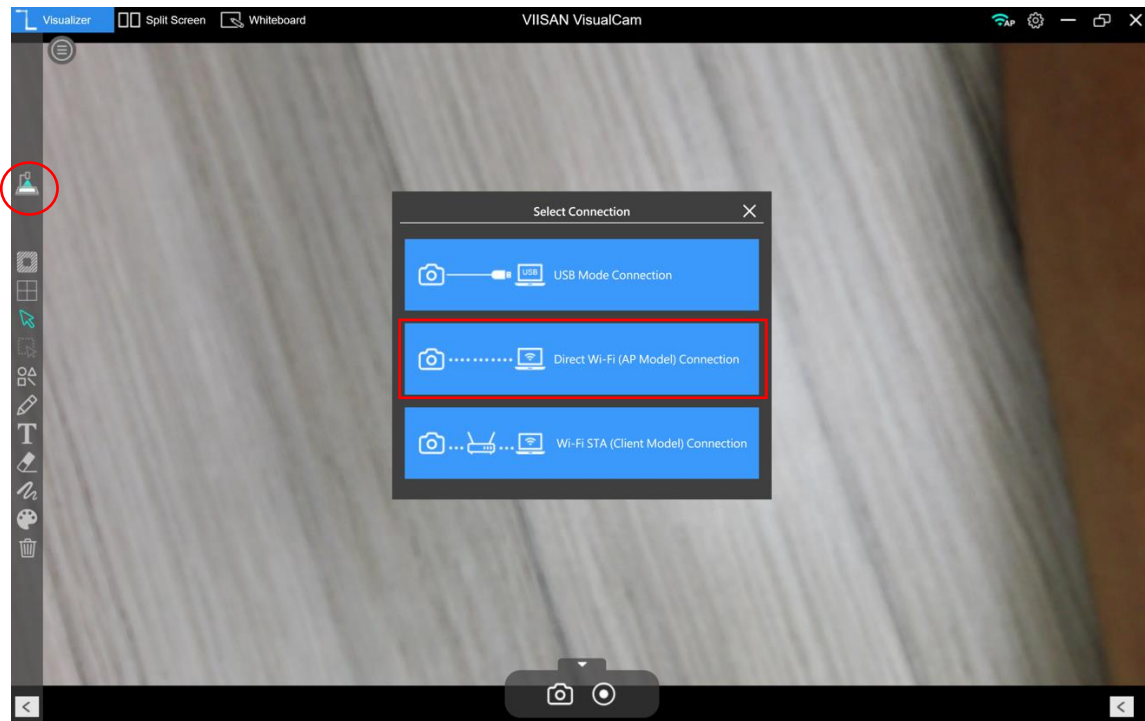 Visualizer
Split Screen
Whiteboard
VIISAN VisualCam
AP
Select Connection
USB
USB Mode Connection
Direct Wi-Fi (AP Model) Connection
Wi-Fi STA (Client Model) Connection
T